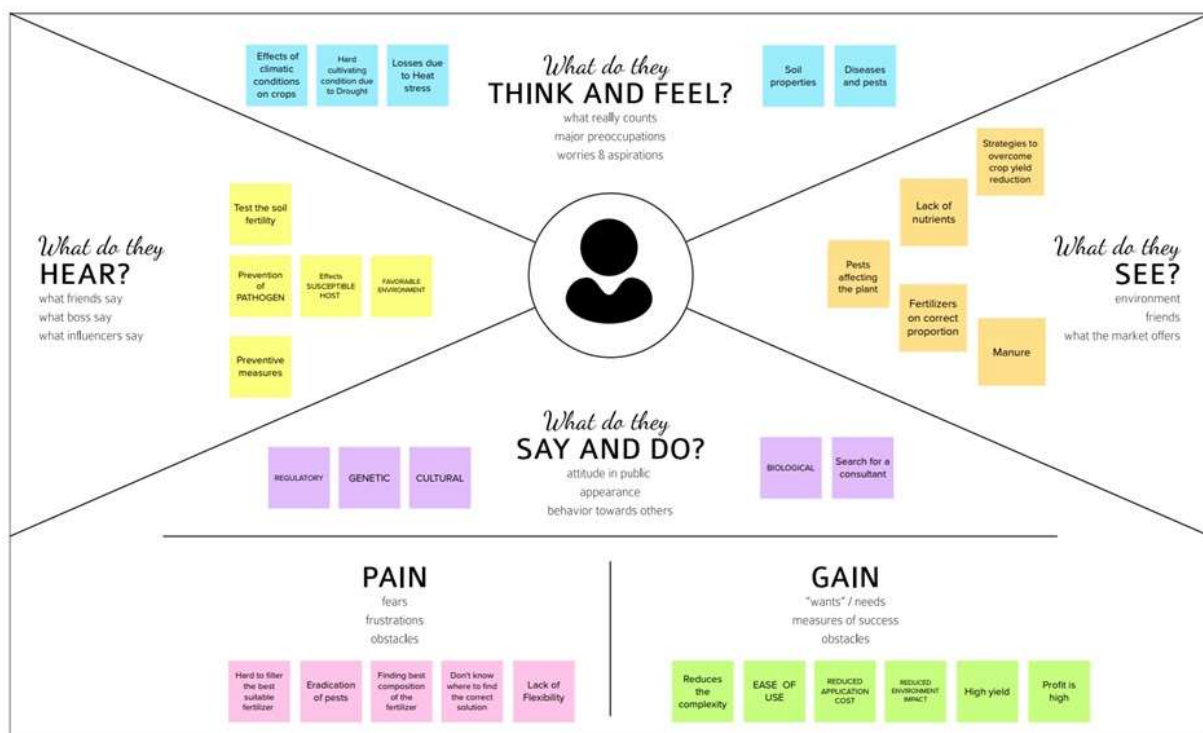 Effects of
climatic
conditions
on crops
Hard
cultivating
condition due
to Drought
Losses due
to Heat
stress
What do they
THINK AND FEEL?
what really counts
major preoccupations
worries & aspirations
Soil
properties
Diseases
and pests
Strategies to
overcome
crop yield
reduction
Lack of
nutrients
Pests
affecting
the plant
Fertilizers
on correct
proportion
Manure
What do they
SEE?
environment
friends
what the market offers
What do they
HEAR?
what friends say
what boss say
what influencers say
Test the soil
fertility
Prevention
of
PATHOGEN
Effects
SUSCEPTIBLE
HOST
FAVORABLE
ENVIRONMENT
Preventive
measures
What do they
SAY AND DO?
attitude in public
appearance
behavior towards others
REGULATORY
GENETIC
CULTURAL
BIOLOGICAL
Search for a
consultant
PAIN
fears
frustrations
obstacles
Hard to filler
the best
suitable
fertilizer
Eradication
of pests
Finding best
composition
of the
fertilizer
Don't know
where to find
the correct
solution
Lack of
Flexibility
GAIN
"wants" / needs
measures of success
obstacles
Reduces
the
complexity
EASE OF
USE
REDUCED
APPLICATION
COST
REDUCED
ENVIRONMENT
IMPACT
High yield
Profit is
high